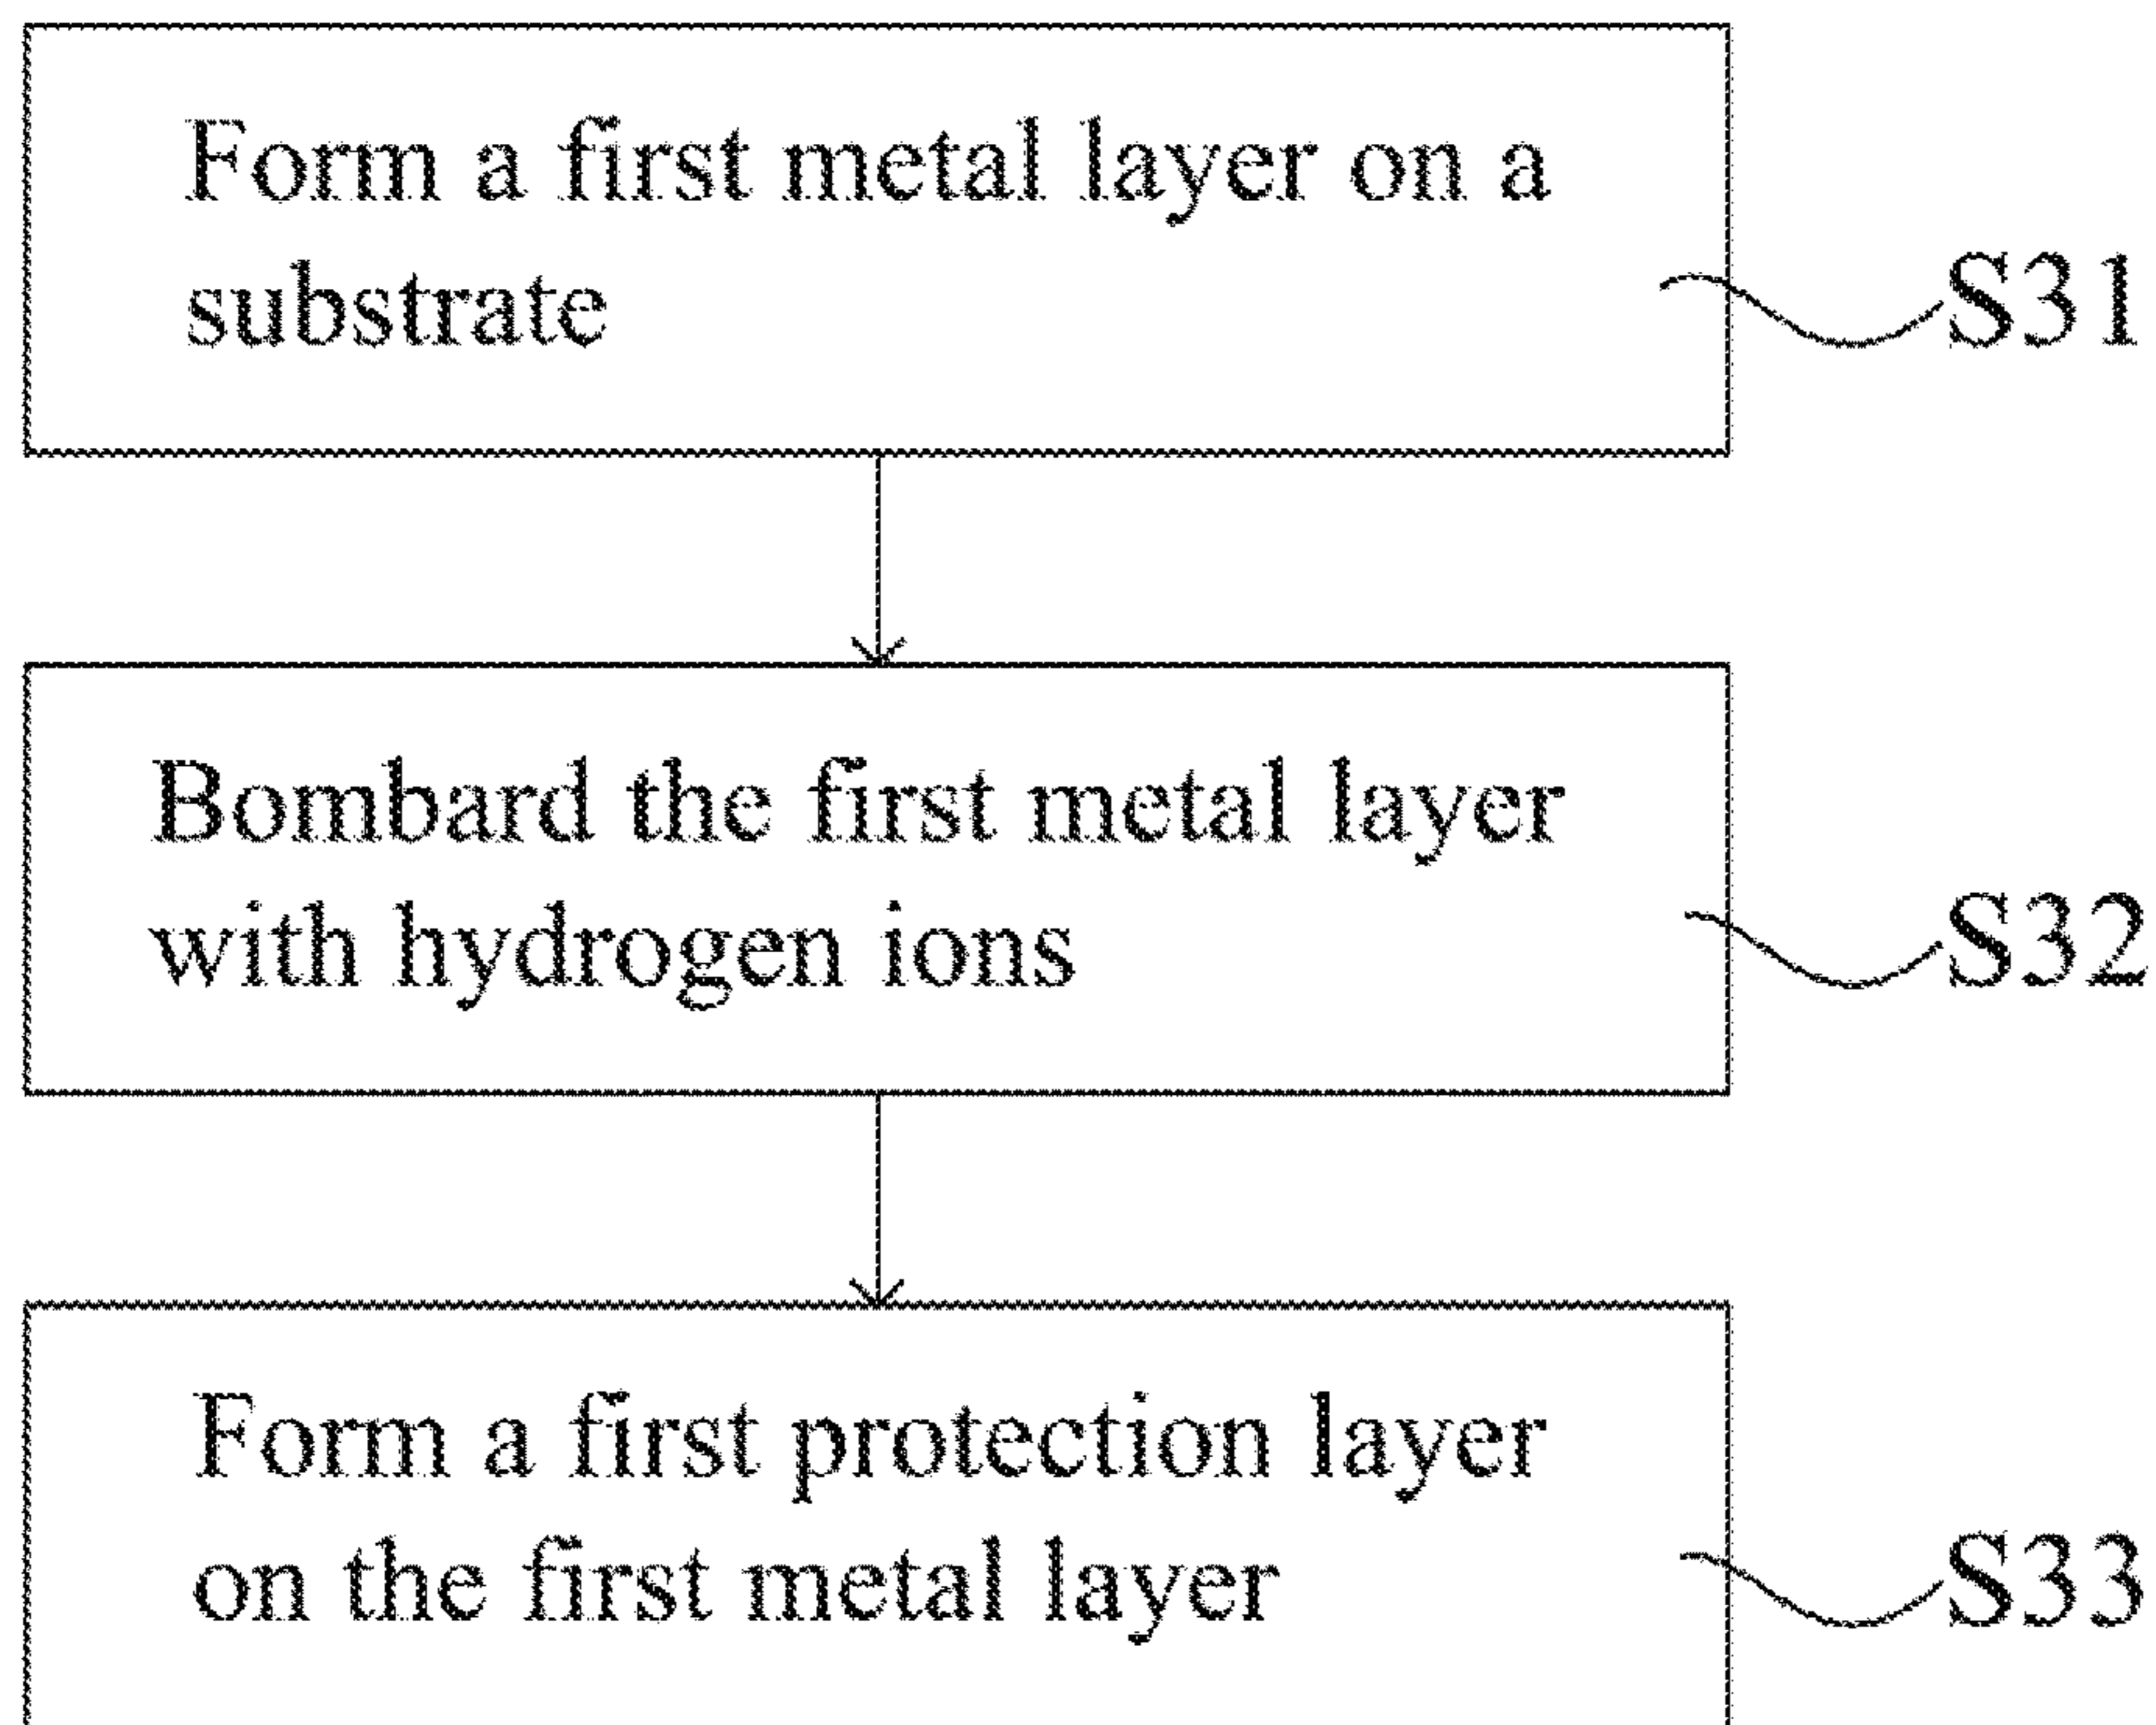 Form a first metal layer on a
substrate
S31
Bombard the first metal layer
with hydrogen ions
S32
Form a first protection layer
on the first metal layer
S33